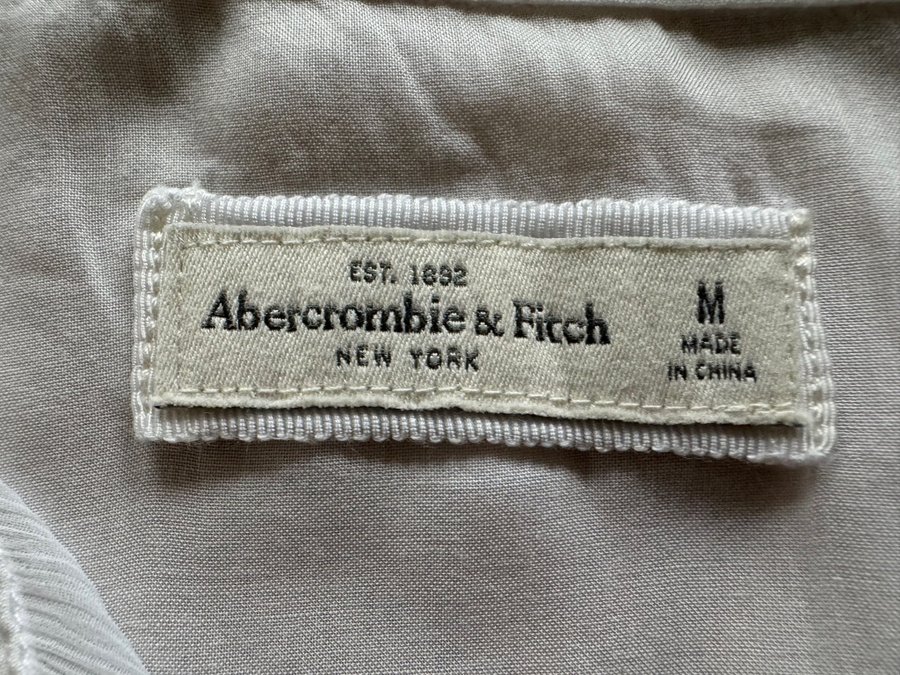 EST. 1892
Abercrombie & Fitch
NEW YORK
M
MADE
IN CHINA